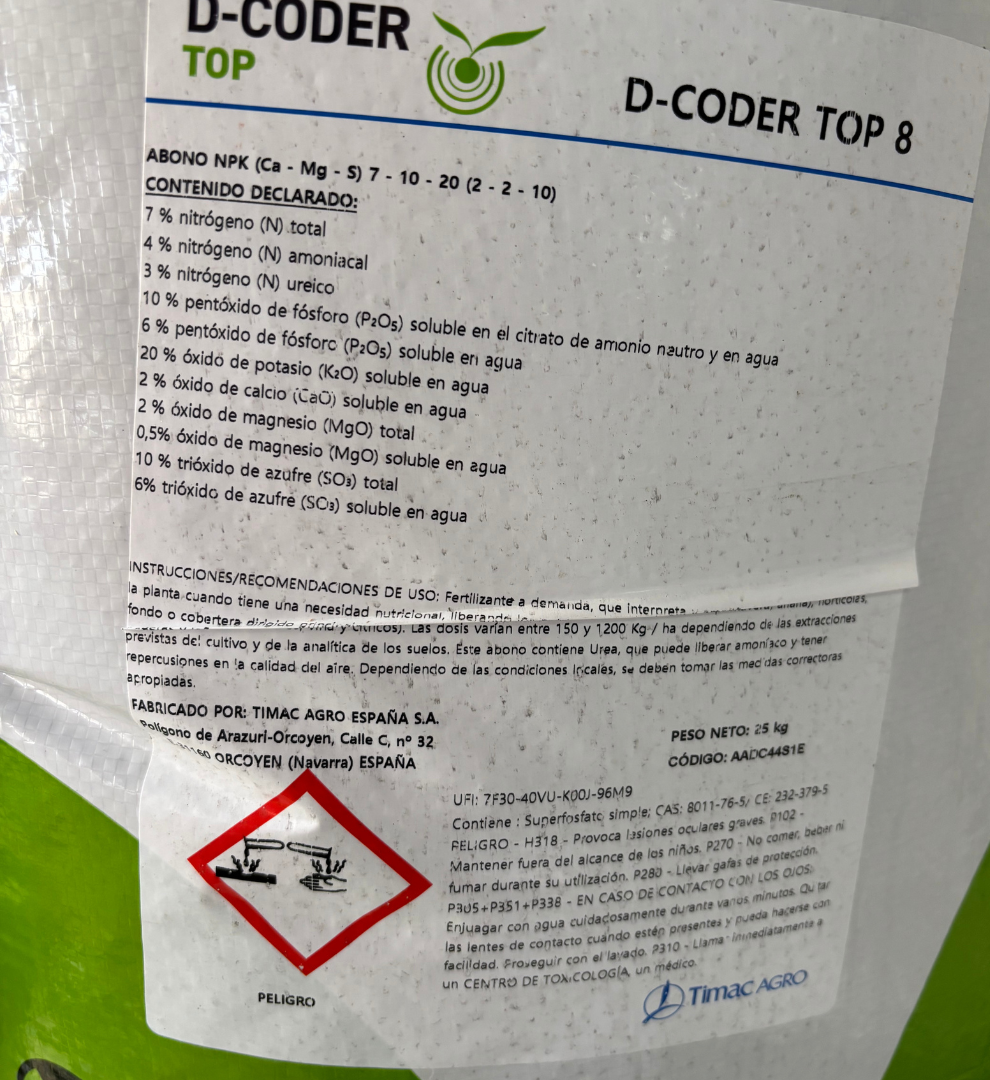 D-CODER
TOP
D-CODER TOP 8
ABONO NPK (Ca - Mg - S) 7 - 10 - 20 (2 - 2 - 10)
CONTENIDO DECLARADO:
7 % nitrógeno (N) total
4 % nitrógeno (N) amoniacal
3 % nitrógeno (N) ureico
10 % pentóxido de fósforo (P₂O₅) soluble en el citrato de amonio neutro y en agua
6 % pentóxido de fósforo (P₂O₅) soluble en agua
20 % óxido de potasio (K₂O) soluble en agua
2 % óxido de calcio (CaO) soluble en agua
2 % óxido de magnesio (MgO) total
0,5% óxido de magnesio (MgO) soluble en agua
10 % trióxido de azufre (SO₃) total
6% trióxido de azufre (SO₃) soluble en agua
INSTRUCCIONES/RECOMENDACIONES DE USO: Fertilizante a demanda, que interpreta
la planta cuando tiene una necesidad nutricional, liberando hortícolas,
fondo o cobertera y cítricos). Las dosis varían entre 150 y 1200 Kg / ha dependiendo de las extracciones
previstas del cultivo y de la analítica de los suelos. Este abono contiene Urea, que puede liberar amoníaco y tener
repercusiones en la calidad del aire. Dependiendo de las condiciones locales, se deben tomar las medidas correctoras
apropiadas.
FABRICADO POR: TIMAC AGRO ESPAÑA S.A.
Polígono de Arazuri-Orcoyen, Calle C, nº 32
31160 ORCOYEN (Navarra) ESPAÑA
PESO NETO: 25 kg
CÓDIGO: AADC44S1E
UFI: 7F30-40VU-K00J-96M9
Contiene : Superfosfato simple; CAS: 8011-76-5; CE: 232-379-5
PELIGRO - H318 - Provoca lesiones oculares graves. P102 -
Mantener fuera del alcance de los niños. P270 - No comer, beber ni
fumar durante su utilización. P280 - Llevar gafas de protección.
P305+P351+P338 - EN CASO DE CONTACTO CON LOS OJOS:
Enjuagar con agua cuidadosamente durante varios minutos. Quitar
las lentes de contacto cuando estén presentes y pueda hacerse con
facilidad. Proseguir con el lavado. P310 - Llamar inmediatamente a
un CENTRO DE TOXICOLOGÍA, un médico.
PELIGRO
Timac AGRO